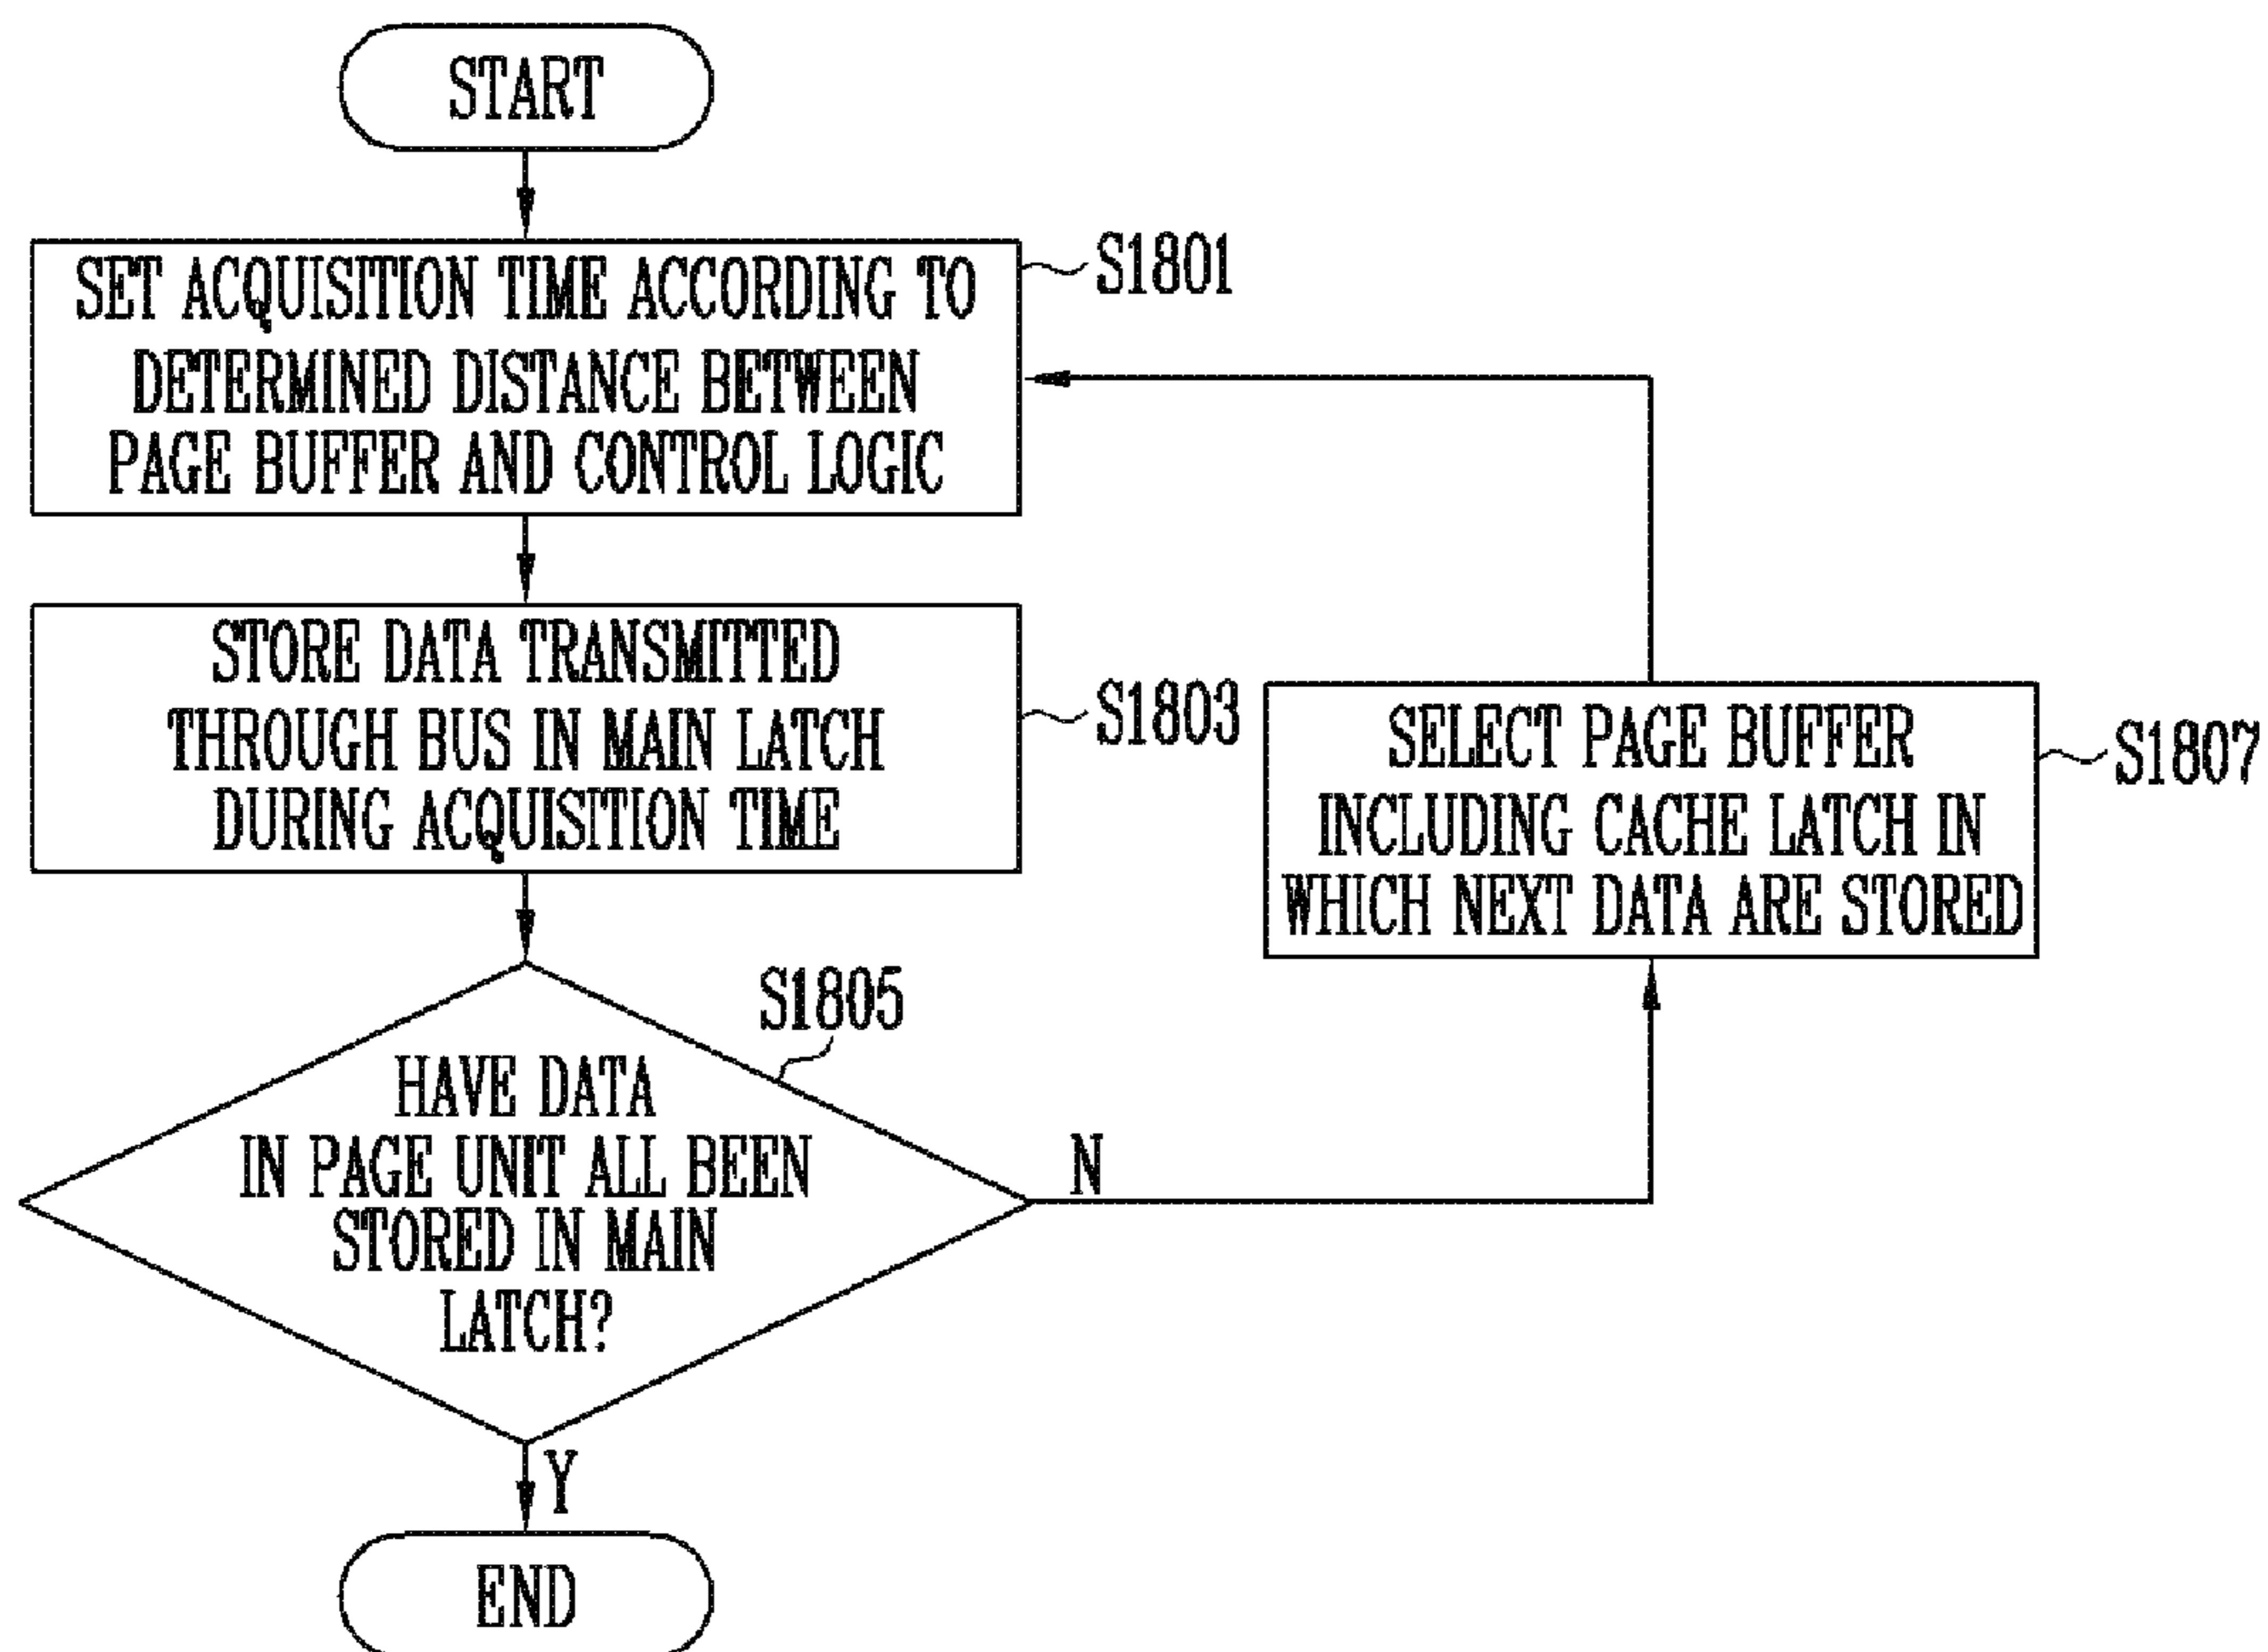 START
SET ACQUISITION TIME ACCORDING TO
DETERMINED DISTANCE BETWEEN
PAGE BUFFER AND CONTROL LOGIC
S1801
STORE DATA TRANSMITTED
THROUGH BUS IN MAIN LATCH
DURING ACQUISITION TIME
S1803
SELECT PAGE BUFFER
INCLUDING CACHE LATCH IN
WHICH NEXT DATA ARE STORED
S1807
S1805
HAVE DATA
IN PAGE UNIT ALL BEEN
STORED IN MAIN
LATCH?
N
Y
END